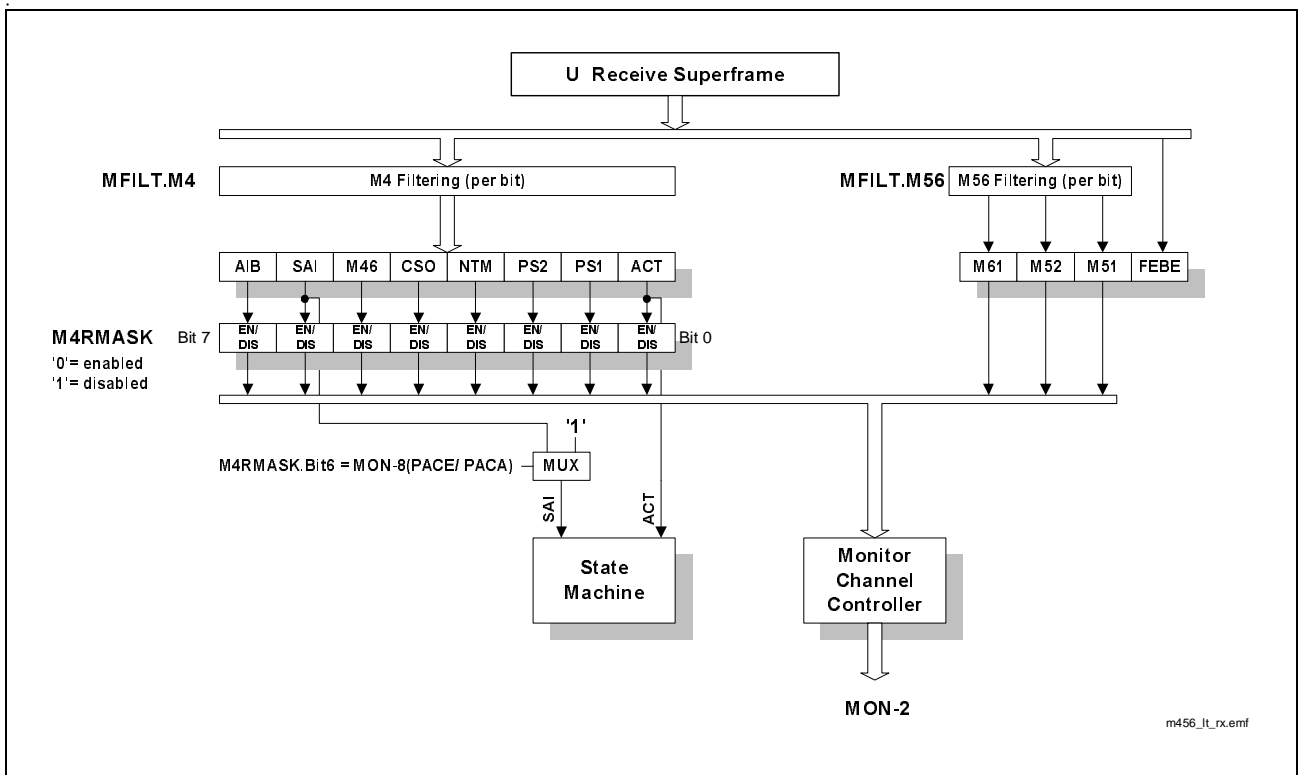 .
U Receive Superframe
MFILT.M4
M4 Filtering (per bit)
MFILT.M56
M56 Filtering (per bit)
AIB SAI M46 CSO NTM PS2 PS1 ACT
M61 M52 M51 FEBE
M4RMASK
Bit 7
EN/ EN/ EN/ EN/ EN/ EN/ EN/ EN/
DIS DIS DIS DIS DIS DIS DIS DIS
Bit 0
'0'= enabled
'1'= disabled
'1'
M4RMASK.Bit6 = MON-8(PACE/ PACA)
MUX
SAI
ACT
State
Machine
Monitor
Channel
Controller
MON-2
m456_lt_rx.emf